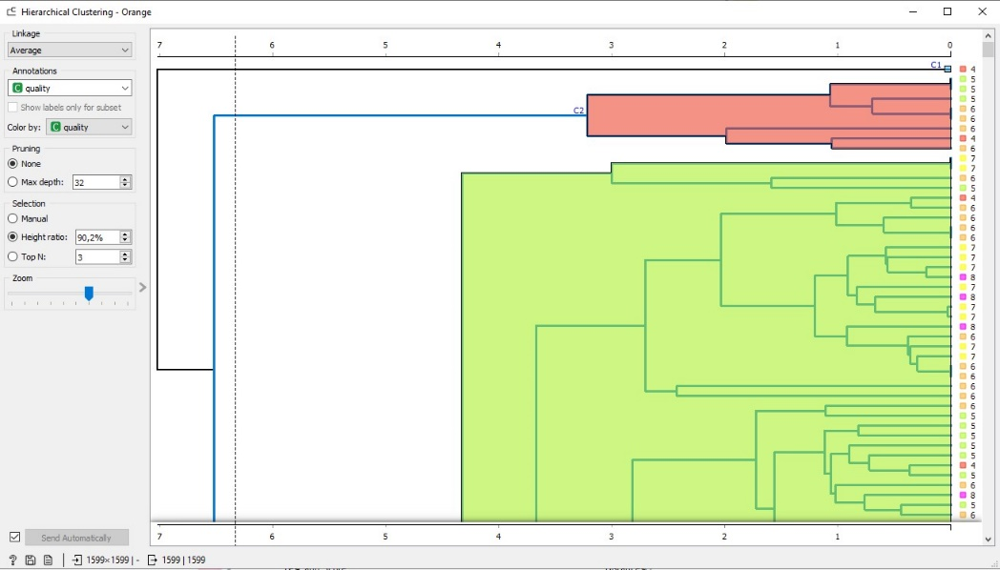 Hierarchical Clustering - Orange
Linkage
Average
Annotations
C quality
Show labels only for subset
Color by: C quality
Pruning
None
Max depth: 32
Selection
Manual
Height ratio: 90,2%
Top N: 3
Zoom
7 6 5 4 3 2 1 0
C1
C2
4
5
5
5
6
6
6
4
6
7
7
6
5
4
6
6
6
6
7
7
7
8
7
8
7
7
8
6
7
7
6
6
6
6
6
5
5
5
5
5
4
5
6
8
5
6
7 6 5 4 3 2 1 0
Send Automatically
? 1599×1599 | - 1599 | 1599